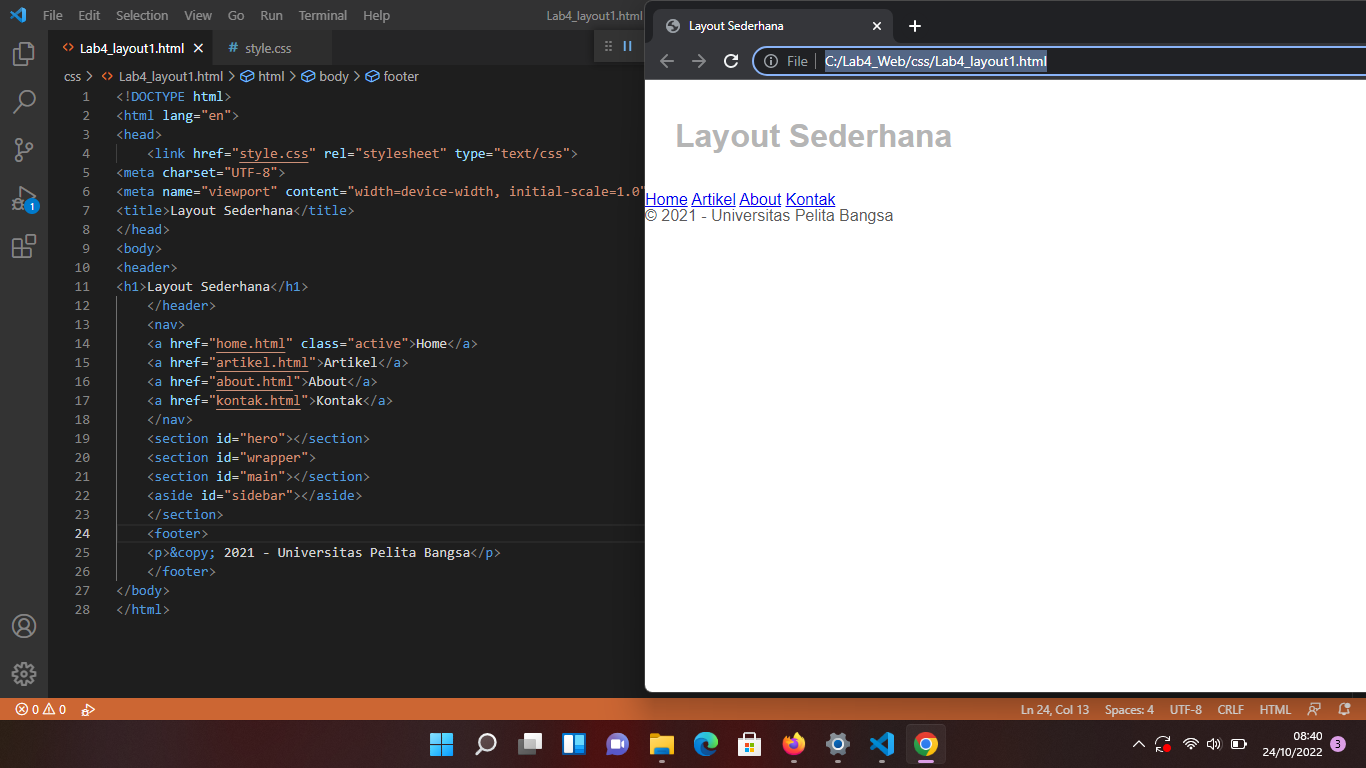 File Edit Selection View Go Run Terminal Help Lab4_layout1.html
Lab4_layout1.html # style.css
css > Lab4_layout1.html > html > body > footer
1 <!DOCTYPE html>
2 <html lang="en">
3 <head>
4 <link href="style.css" rel="stylesheet" type="text/css">
5 <meta charset="UTF-8">
6 <meta name="viewport" content="width=device-width, initial-scale=1.0"
7 <title>Layout Sederhana</title>
8 </head>
9 <body>
10 <header>
11 <h1>Layout Sederhana</h1>
12 </header>
13 <nav>
14 <a href="home.html" class="active">Home</a>
15 <a href="artikel.html">Artikel</a>
16 <a href="about.html">About</a>
17 <a href="kontak.html">Kontak</a>
18 </nav>
19 <section id="hero"></section>
20 <section id="wrapper">
21 <section id="main"></section>
22 <aside id="sidebar"></aside>
23 </section>
24 <footer>
25 <p>&copy; 2021 - Universitas Pelita Bangsa</p>
26 </footer>
27 </body>
28 </html>
1
0 0
Ln 24, Col 13 Spaces: 4 UTF-8 CRLF HTML
Layout Sederhana
File C:/Lab4_Web/css/Lab4_layout1.html
Layout Sederhana
Home Artikel About Kontak
© 2021 - Universitas Pelita Bangsa
08:40
24/10/2022
3